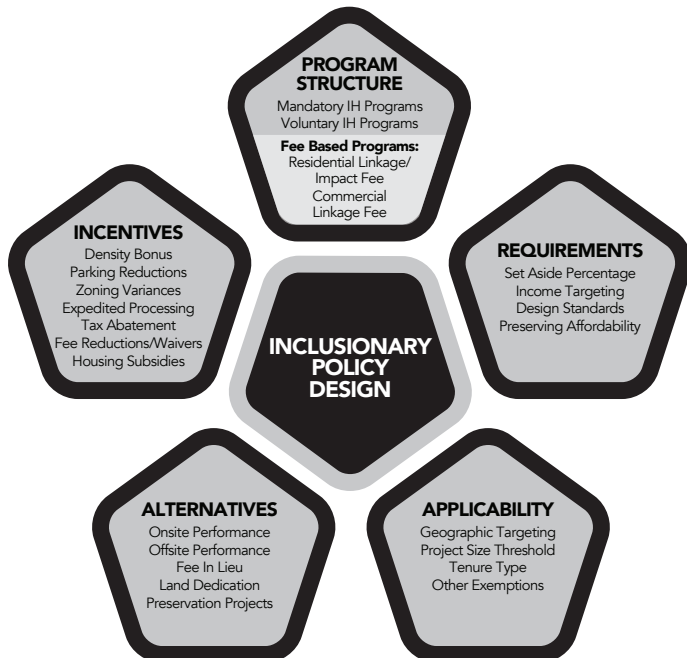 PROGRAM
STRUCTURE
Mandatory IH Programs
Voluntary IH Programs
Fee Based Programs:
Residential Linkage/
Impact Fee
Commercial
Linkage Fee
INCENTIVES
Density Bonus
Parking Reductions
Zoning Variances
Expedited Processing
Tax Abatement
Fee Reductions/Waivers
Housing Subsidies
REQUIREMENTS
Set Aside Percentage
Income Targeting
Design Standards
Preserving Affordability
INCLUSIONARY
POLICY
DESIGN
ALTERNATIVES
Onsite Performance
Offsite Performance
Fee In Lieu
Land Dedication
Preservation Projects
APPLICABILITY
Geographic Targeting
Project Size Threshold
Tenure Type
Other Exemptions